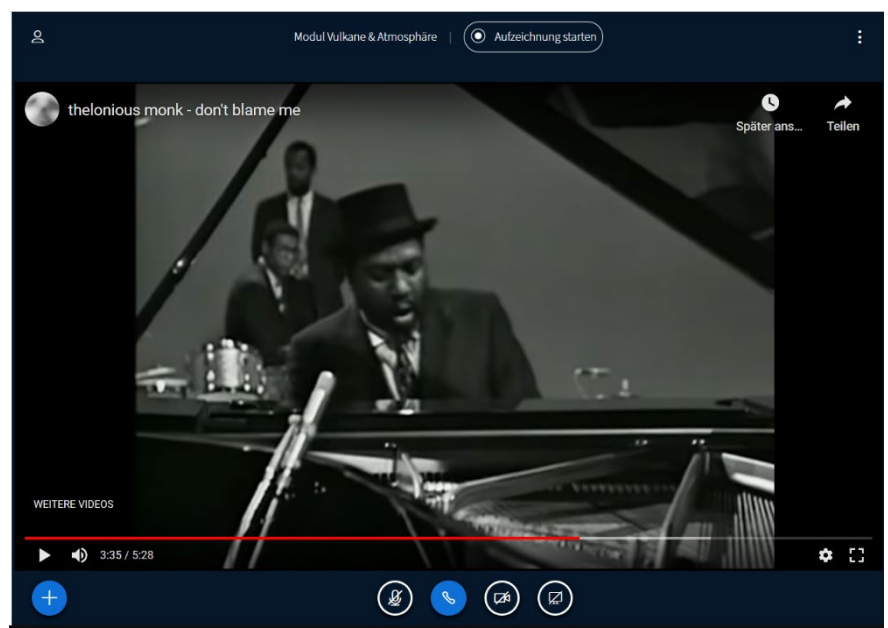 Modul Vulkane & Atmosphäre | Aufzeichnung starten
thelonious monk - don't blame me
Später ans...
Teilen
WEITERE VIDEOS
3:35 / 5:28